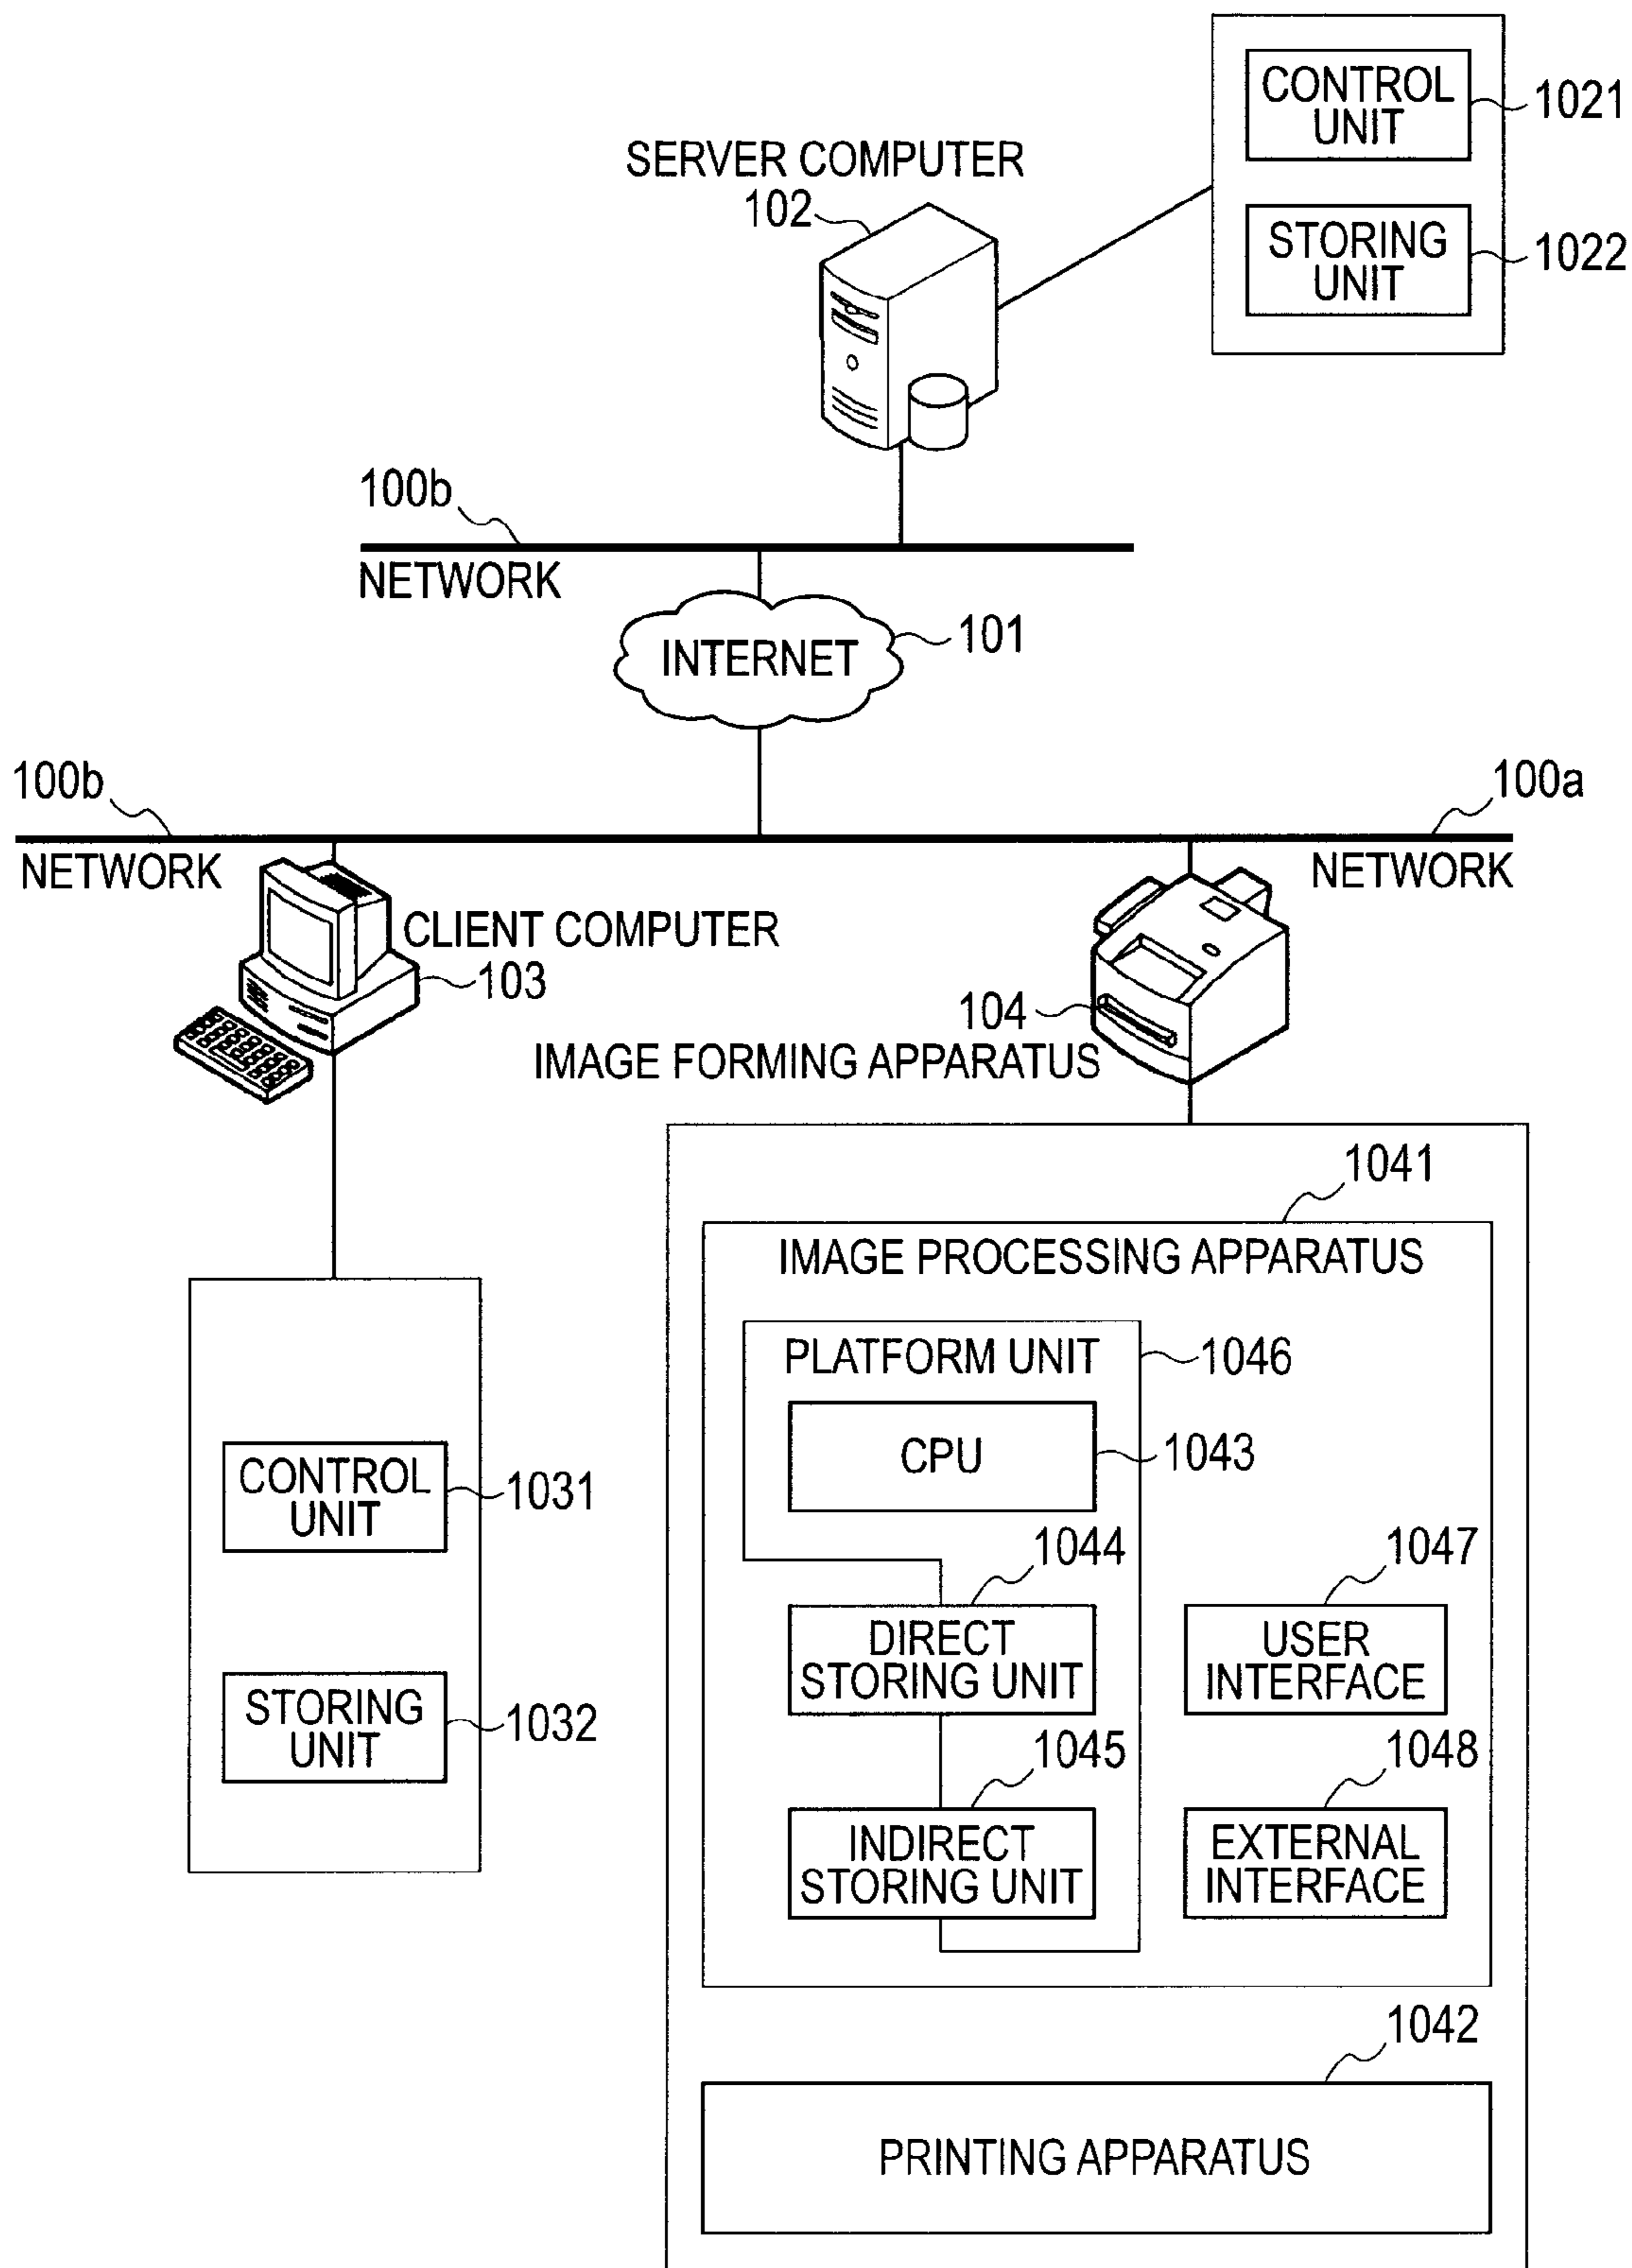 CONTROL
UNIT
1021
STORING
UNIT
1022
SERVER COMPUTER
102
100b
NETWORK
INTERNET
101
100b
NETWORK
100a
NETWORK
CLIENT COMPUTER
103
104
IMAGE FORMING APPARATUS
CONTROL
UNIT
1031
STORING
UNIT
1032
1041
IMAGE PROCESSING APPARATUS
PLATFORM UNIT
1046
CPU
1043
1044
DIRECT
STORING UNIT
1047
USER
INTERFACE
1045
INDIRECT
STORING UNIT
1048
EXTERNAL
INTERFACE
1042
PRINTING APPARATUS